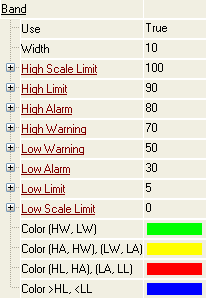 Band
Use True
Width 10
High Scale Limit 100
High Limit 90
High Alarm 80
High Warning 70
Low Warning 50
Low Alarm 30
Low Limit 5
Low Scale Limit 0
Color (HW, LW)
Color (HA, HW), (LW, LA)
Color (HL, HA), (LA, LL)
Color >HL, <LL